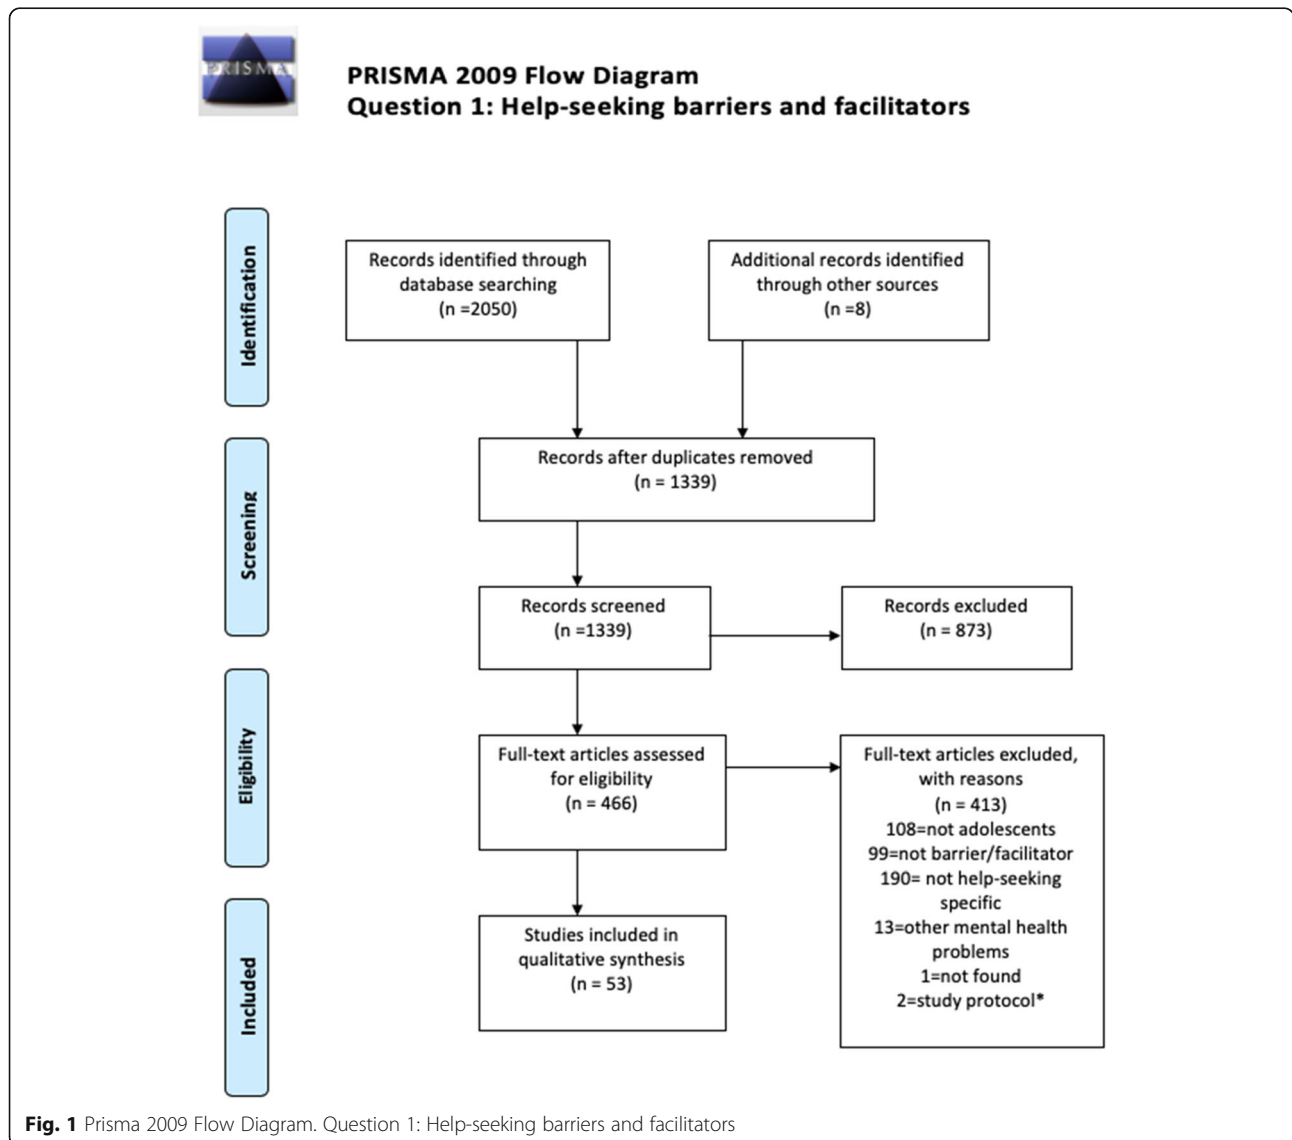 PRISMA
PRISMA 2009 Flow Diagram
Question 1: Help-seeking barriers and facilitators
Identification
Records identified through
database searching
(n =2050)
Additional records identified
through other sources
(n =8)
Screening
Records after duplicates removed
(n = 1339)
Records screened
(n =1339)
Records excluded
(n = 873)
Eligibility
Full-text articles assessed
for eligibility
(n = 466)
Full-text articles excluded,
with reasons
(n = 413)
108=not adolescents
99=not barrier/facilitator
190= not help-seeking
specific
13=other mental health
problems
1=not found
2=study protocol*
Included
Studies included in
qualitative synthesis
(n = 53)
Fig. 1 Prisma 2009 Flow Diagram. Question 1: Help-seeking barriers and facilitators